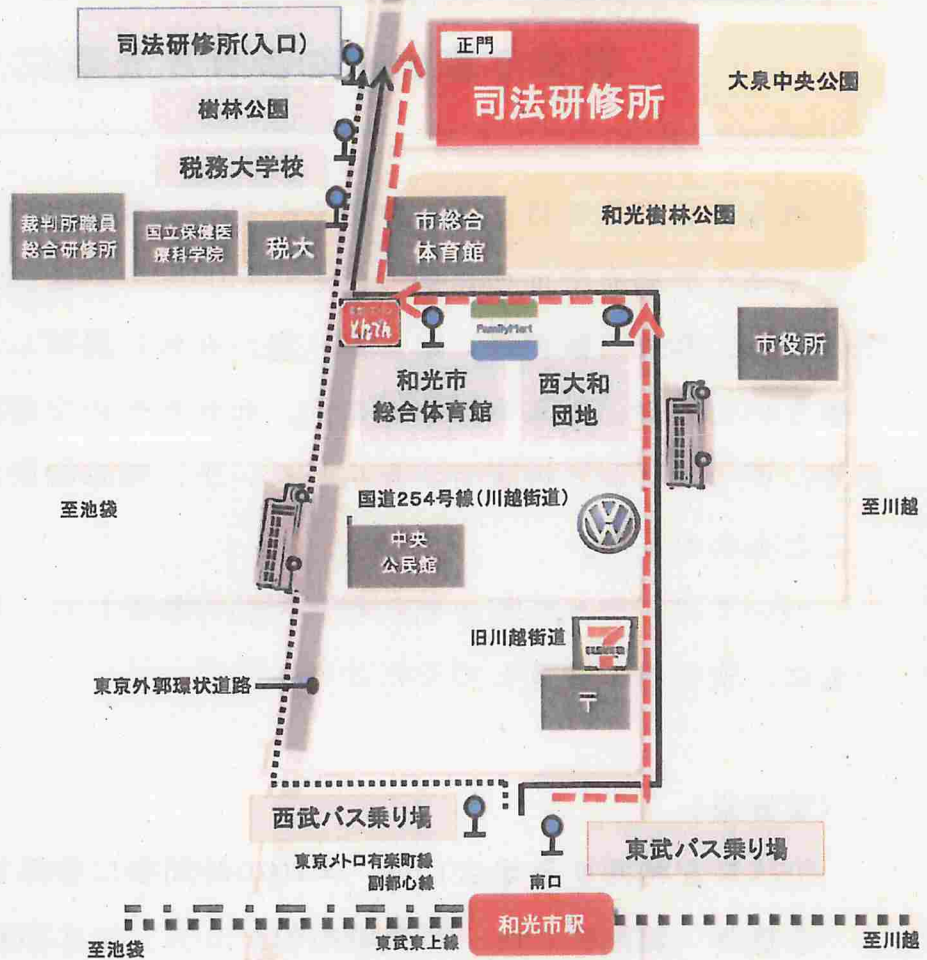 司法研修所(入口)
正門
司法研修所
大泉中央公園
樹林公園
税務大学校
裁判所職員
総合研修所
国立保健医
療科学院
税大
市総合
体育館
和光樹林公園
とんでん
FamilyMart
市役所
和光市
総合体育館
西大和
団地
至池袋
国道254号線(川越街道)
至川越
中央
公民館
旧川越街道
7
ELEVEN
〒
東京外郭環状道路
西武バス乗り場
東武バス乗り場
東京メトロ有楽町線
副都心線
南口
和光市駅
至池袋
東武東上線
至川越